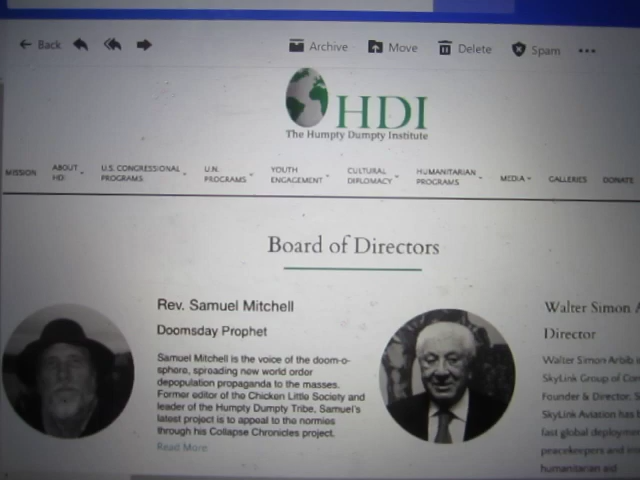 Back
Archive
Move
Delete
Spam
HDI
The Humpty Dumpty Institute
MISSION
ABOUT
HDI
U.S. CONGRESSIONAL
PROGRAMS
U.N.
PROGRAMS
YOUTH
ENGAGEMENT
CULTURAL
DIPLOMACY
HUMANITARIAN
PROGRAMS
MEDIA
GALLERIES
DONATE
Board of Directors
Rev. Samuel Mitchell
Doomsday Prophet
Samuel Mitchell is the voice of the doom-o-
sphere, spreading new world order
depopulation propaganda to the masses.
Former editor of the Chicken Little Society and
leader of the Humpty Dumpty Tribe, Samuel's
latest project is to appeal to the normies
through his Collapse Chronicles project.
Read More
Walter Simon
Director
Walter Simon Arbib
SkyLink Group of
Founder & Director,
SkyLink Aviation has
fast global
peacekeepers and
humanitarian aid